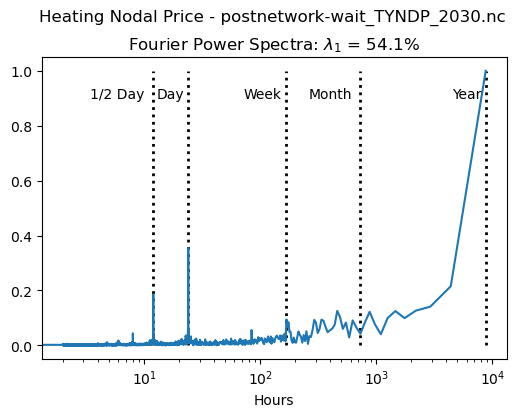 Heating Nodal Price - postnetwork-wait_TYNDP_2030.nc
Fourier Power Spectra: λ₁ = 54.1%
1.0
1/2 Day Day Week Month Year
0.8
0.6
0.4
0.2
0.0
10¹ 10² 10³ 10⁴
Hours